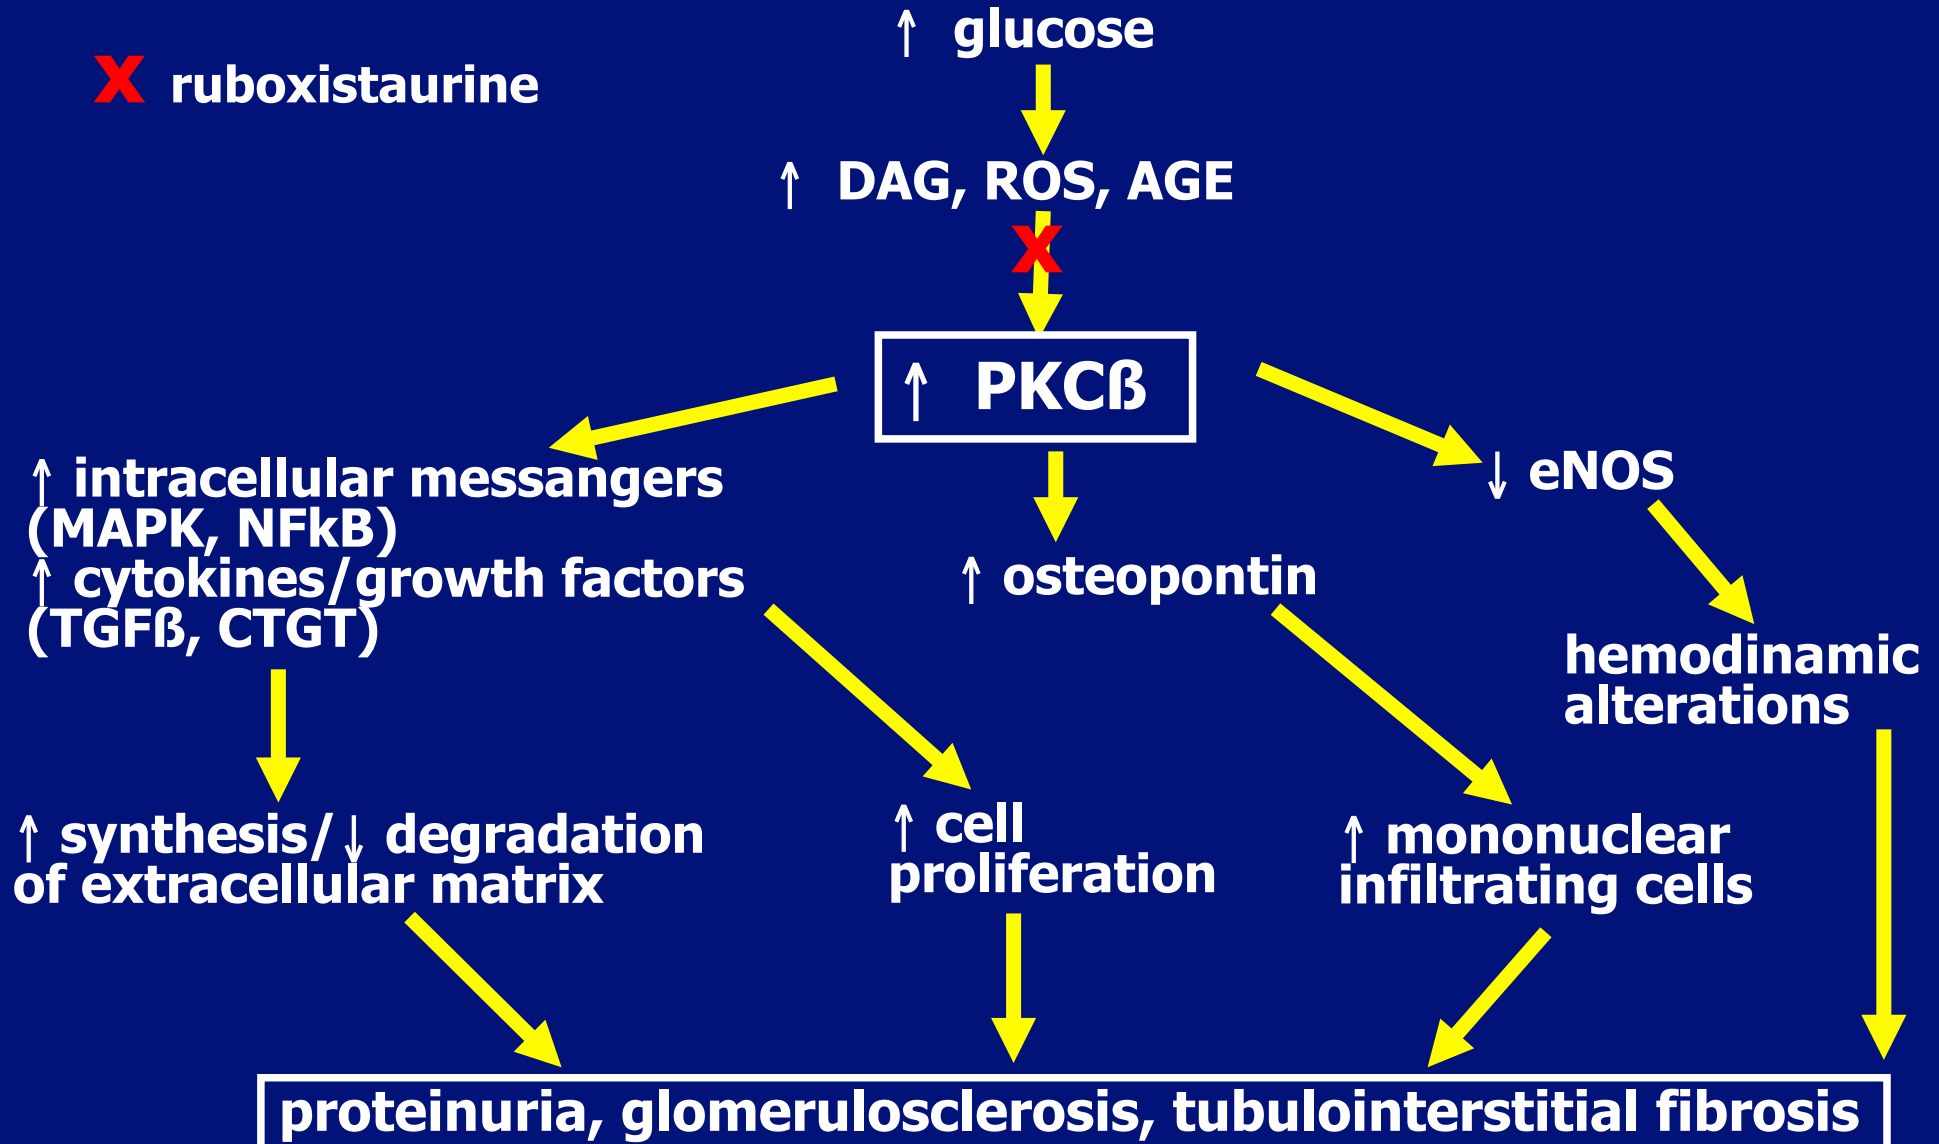 ↑ glucose
X ruboxistaurine
↑ DAG, ROS, AGE
X
↑ PKCß
↑ intracellular messangers
(MAPK, NFkB)
↑ cytokines/growth factors
(TGFß, CTGT)
↑ osteopontin
↓ eNOS
hemodinamic
alterations
↑ synthesis/↓ degradation
of extracellular matrix
↑ cell
proliferation
↑ mononuclear
infiltrating cells
proteinuria, glomerulosclerosis, tubulointerstitial fibrosis